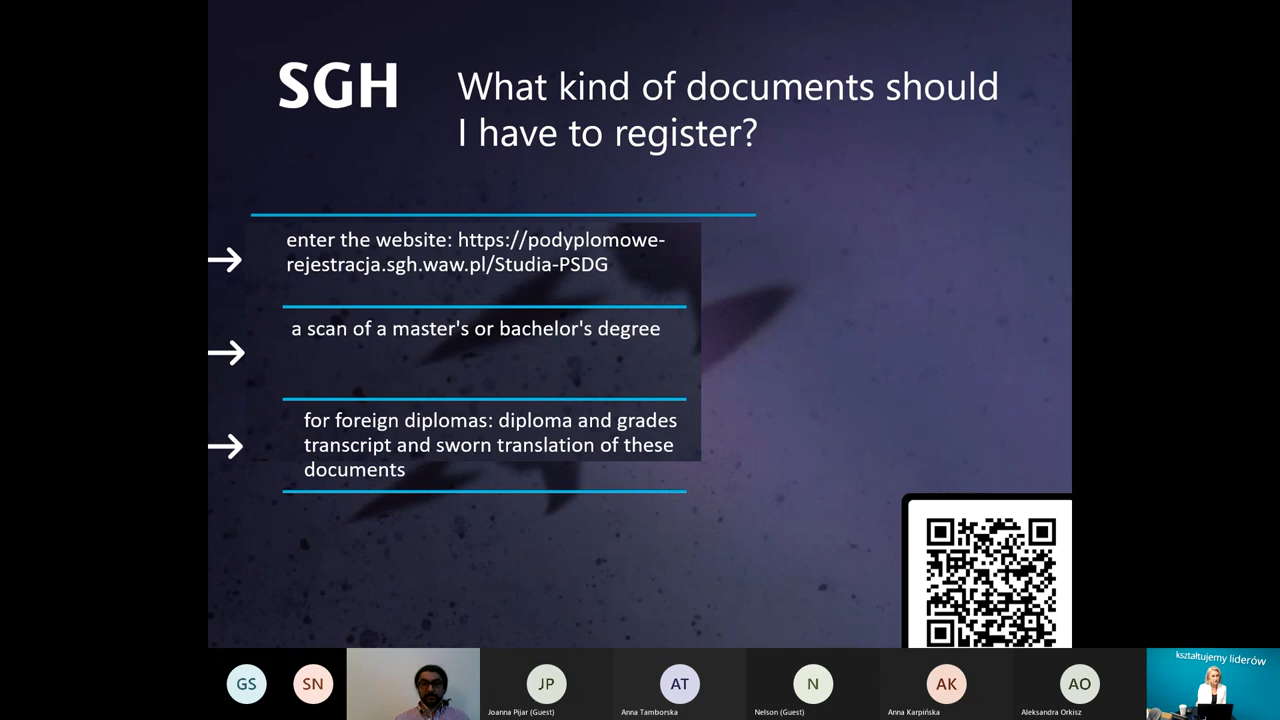 SGH
What kind of documents should
I have to register?
enter the website: https://podyplomowe-
rejestracja.sgh.waw.pl/Studia-PSDG
a scan of a master's or bachelor's degree
for foreign diplomas: diploma and grades
transcript and sworn translation of these
documents
GS
SN
JP
AT
N
AK
AO
kształtujemy liderów
Joanna Pijar (Guest)
Anna Tamborska
Nelson (Guest)
Anna Karpińska
Aleksandra Orkisz